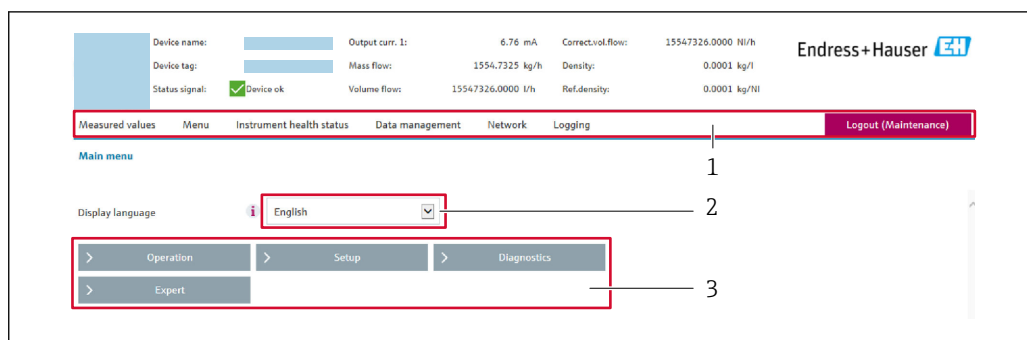 Device name: Output curr. 1: 6.76 mA Correct.vol.flow: 15547326.0000 Nl/h
Endress+Hauser EH
Device tag: Mass flow: 1554.7325 kg/h Density: 0.0001 kg/l
Status signal: Device ok Volume flow: 15547326.0000 l/h Ref.density: 0.0001 kg/Nl
Measured values Menu Instrument health status Data management Network Logging Logout (Maintenance)
1
Main menu
Display language i English 2
> Operation > Setup > Diagnostics
> Expert 3